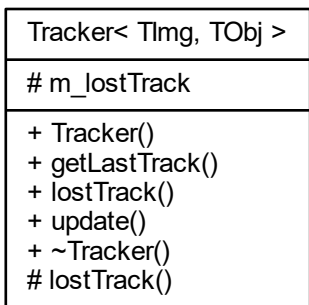 Tracker< TImg, TObj >
# m_lostTrack
+ Tracker()
+ getLastTrack()
+ lostTrack()
+ update()
+ ~Tracker()
# lostTrack()